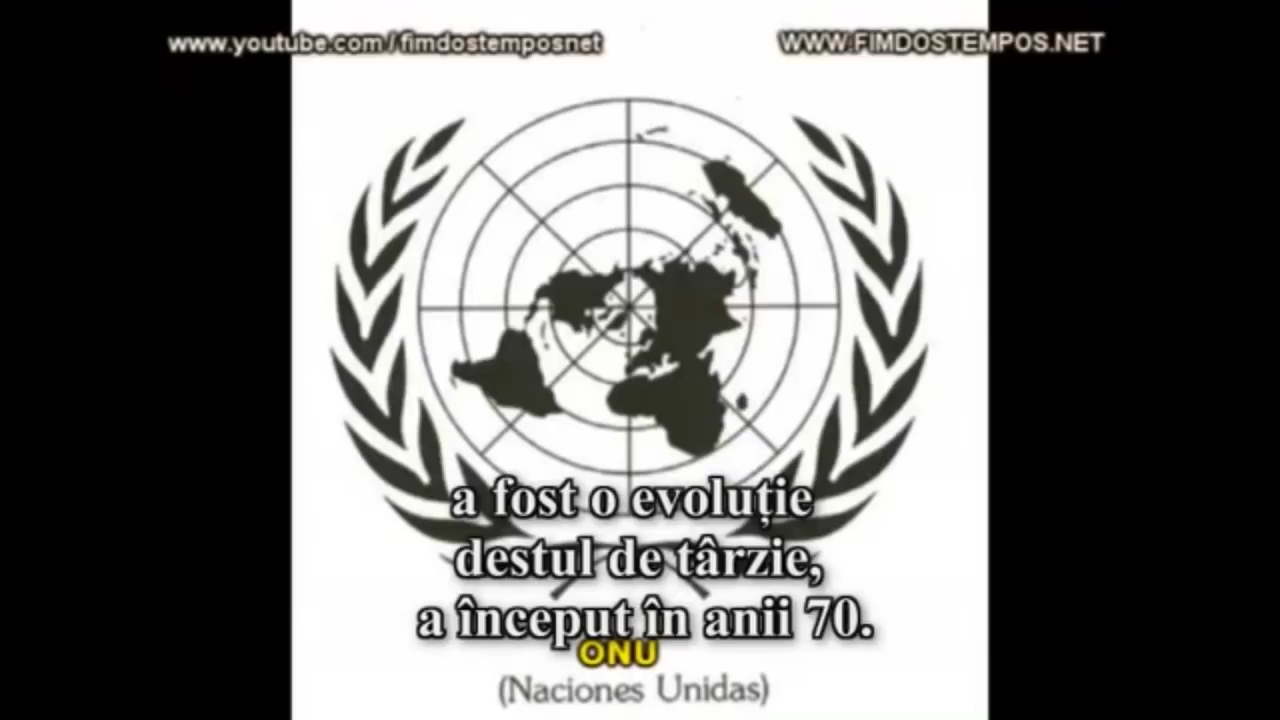 www.youtube.com/fimdostemposnet
WWW.FIMDOSTEMPOS.NET
a fost o evoluție
destul de târzie,
a început în anii 70.
ONU
(Naciones Unidas)